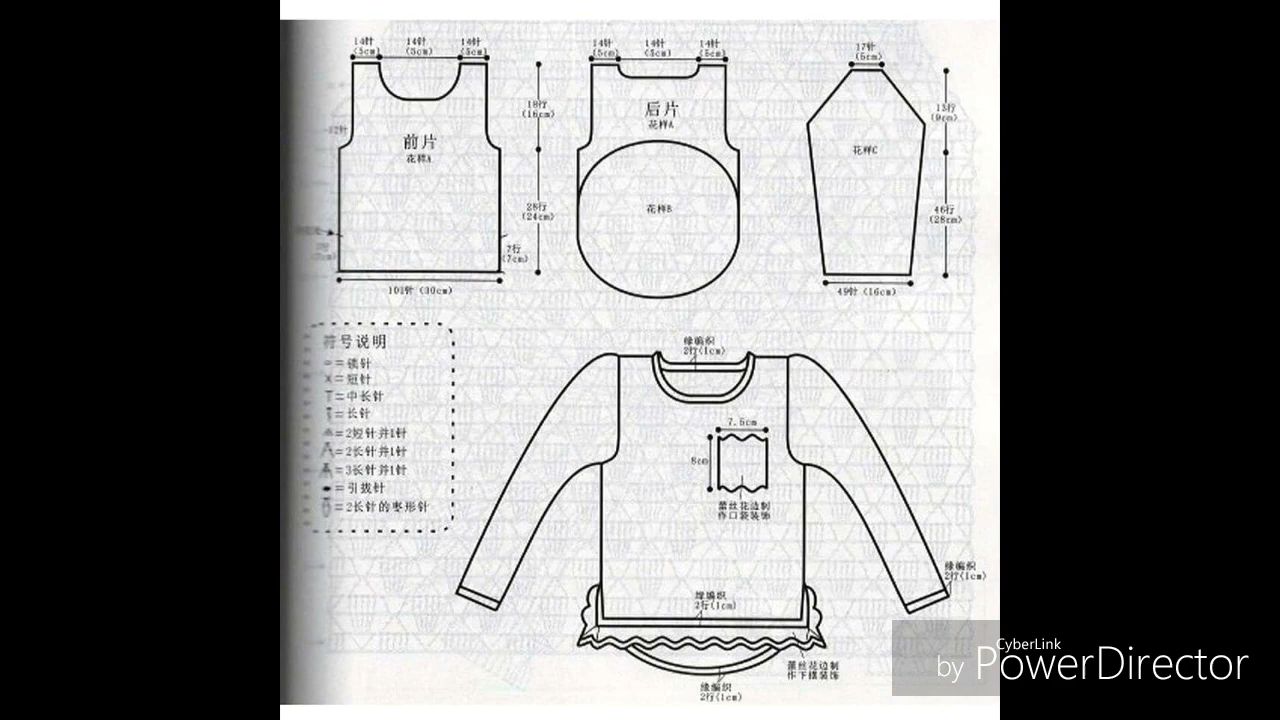 14针 14针 14针
(5cm) (5cm) (5cm)
14针 14针 14针
(5cm) (5cm) (5cm)
17针
(6cm)
前片
花样A
18行
(16cm)
28行
(24cm)
7行
(7cm)
101针 (30cm)
后片
花样A
花样B
花样C
15行
(9cm)
46行
(28cm)
49针 (16cm)
符号说明
=锁针
=短针
=中长针
=长针
=2短针并1针
=2长针并1针
=3长针并1针
=引拔针
=2长针的枣形针
缘编织
2行(1cm)
7.5cm
8cm
蕾丝花边制
作口袋装饰
缘编织
2行(1cm)
缘编织
2行(1cm)
蕾丝花边制
作下摆装饰
缘编织
2行(1cm)
CyberLink
by PowerDirector